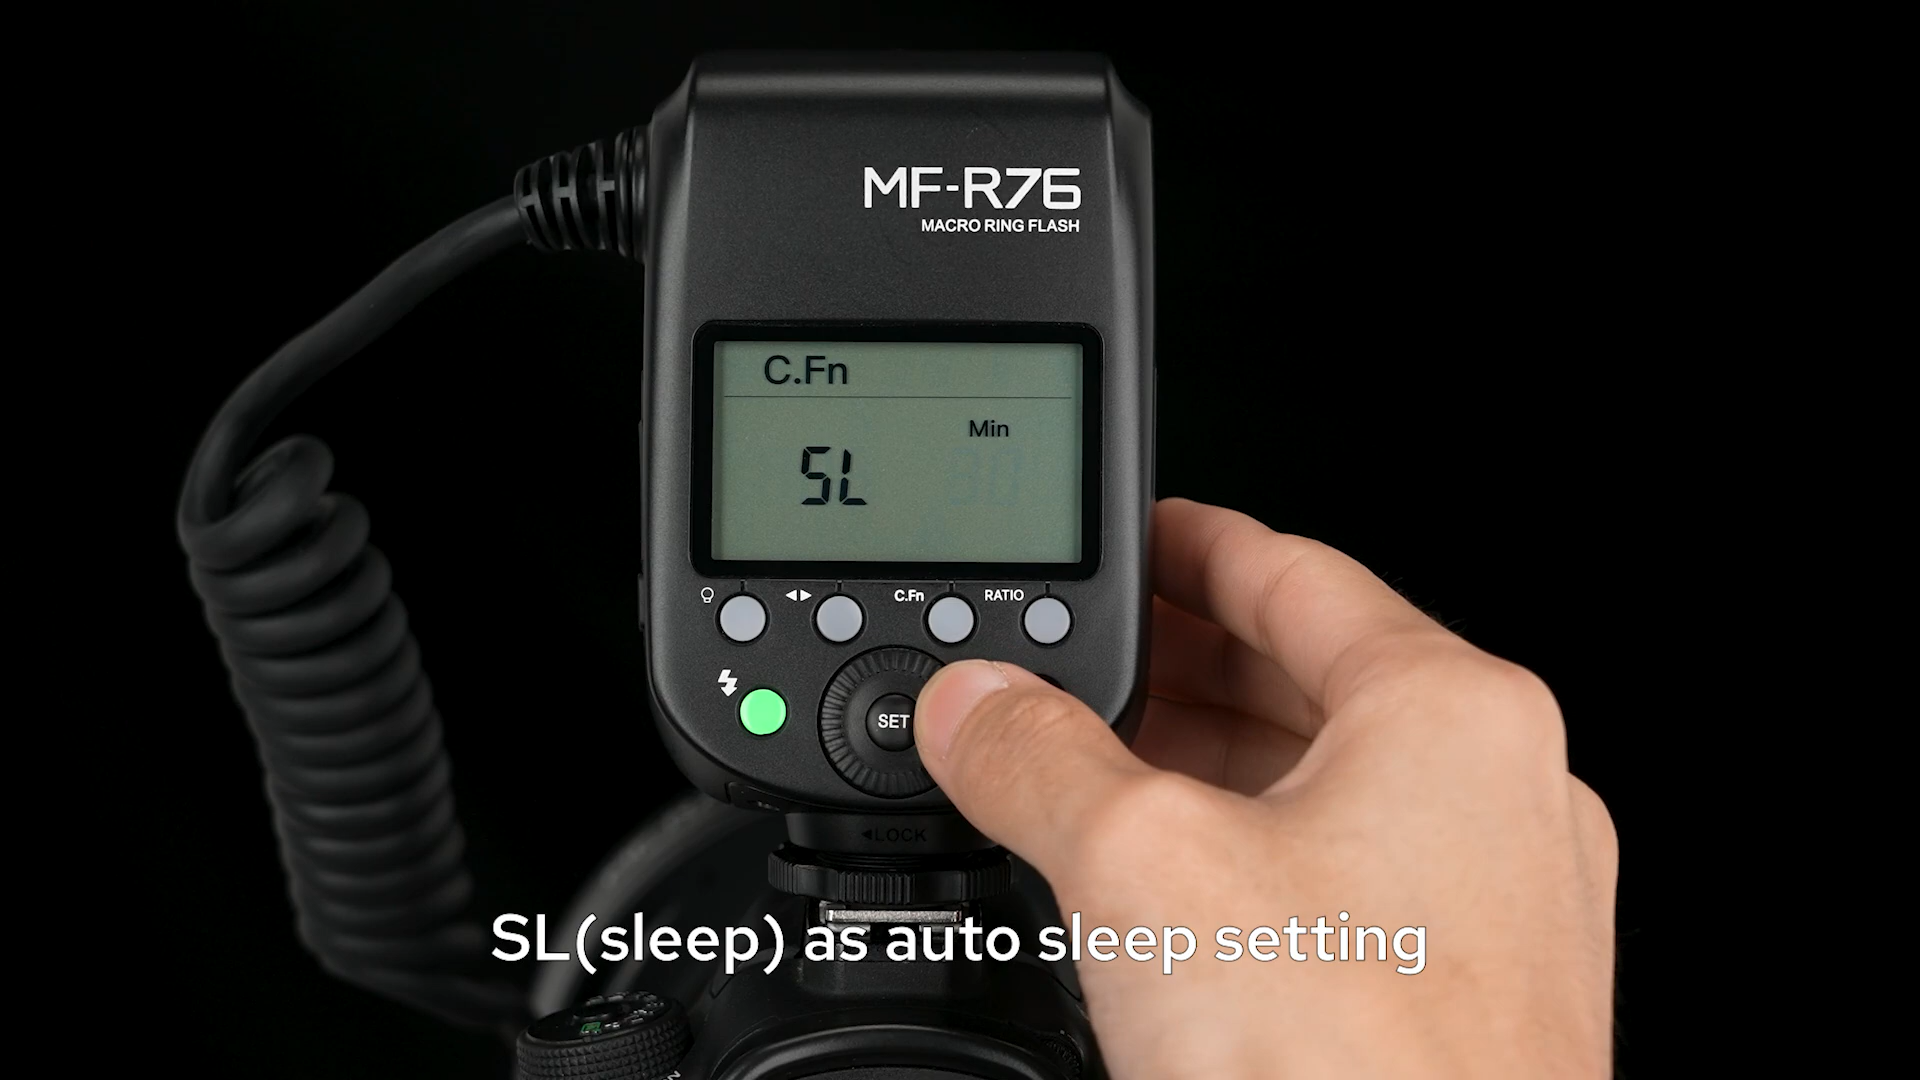 MF-R76
MACRO RING FLASH
C.Fn
Min
SL
C.Fn RATIO
SET
◄LOCK
SL(sleep) as auto sleep setting